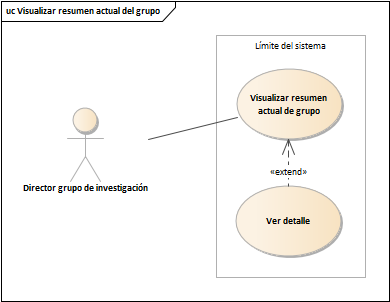 uc Visualizar resumen actual del grupo
Límite del sistema
Visualizar resumen
actual de grupo
Director grupo de investigación
«extend»
Ver detalle